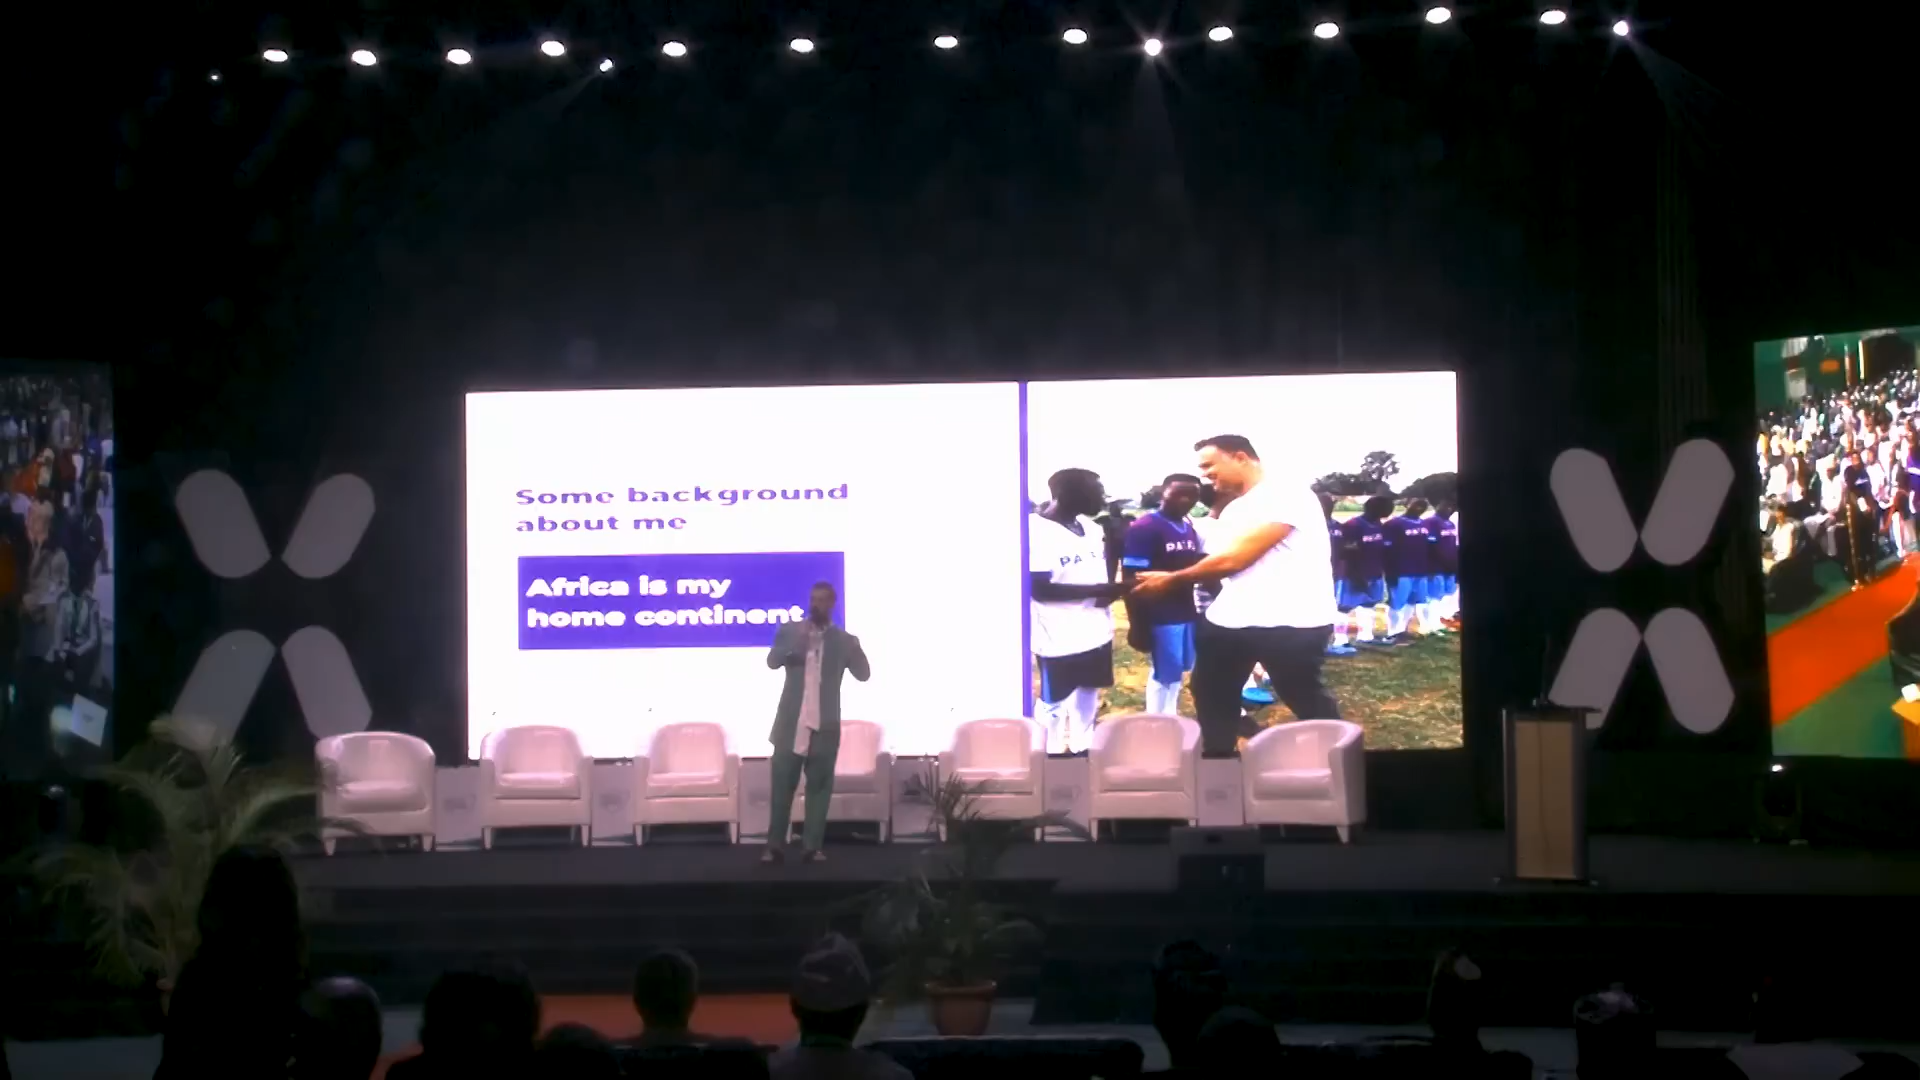 Some background
about me
Africa is my
home continent